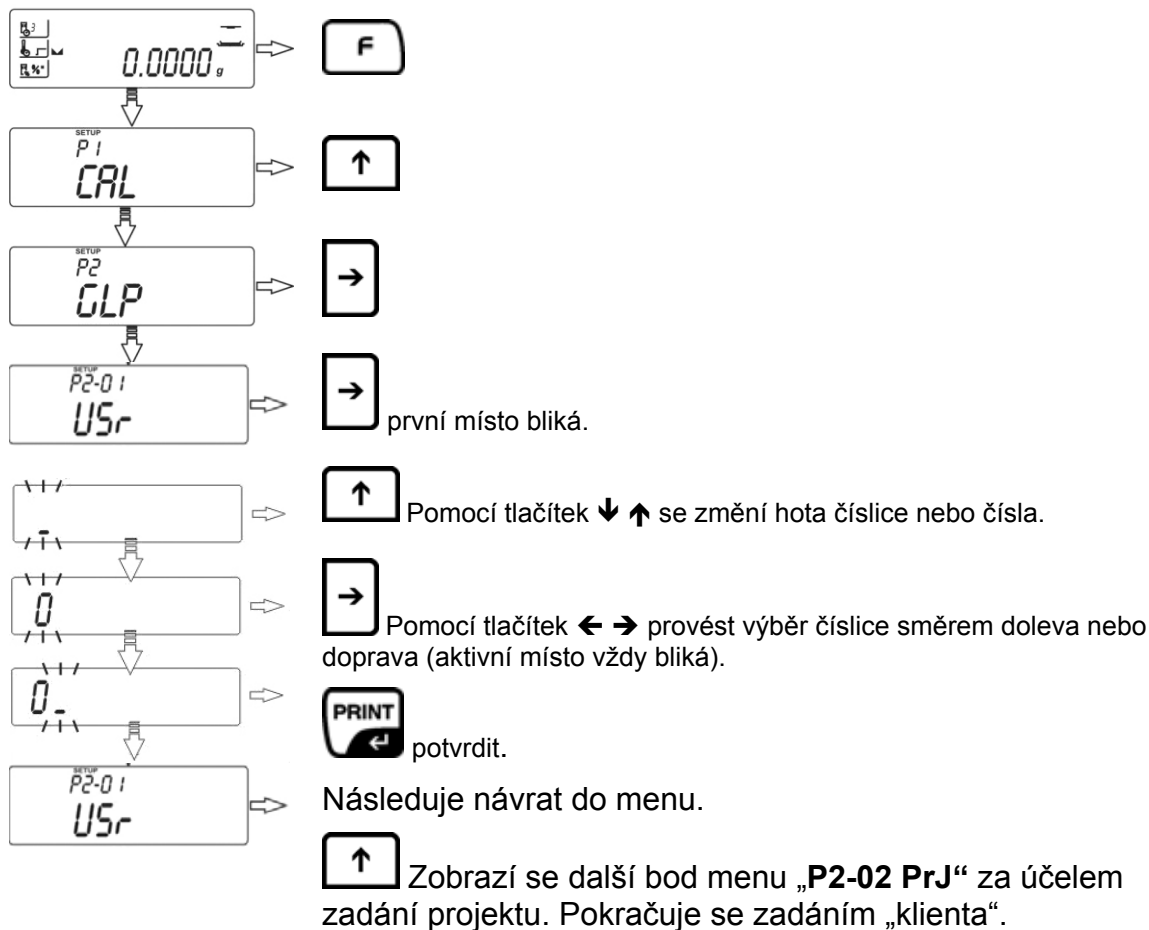 3
%*
0.0000 g
F
SETUP
P1
CAL
SETUP
P2
GLP
SETUP
P2-01
USr
první místo bliká.
Pomocí tlačítek ↓ ↑ se změní hota číslice nebo čísla.
0
Pomocí tlačítek ← → provést výběr číslice směrem doleva nebo
doprava (aktivní místo vždy bliká).
0_
PRINT
potvrdit.
SETUP
P2-01
USr
Následuje návrat do menu.
Zobrazí se další bod menu „P2-02 PrJ“ za účelem
zadání projektu. Pokračuje se zadáním „klienta“.